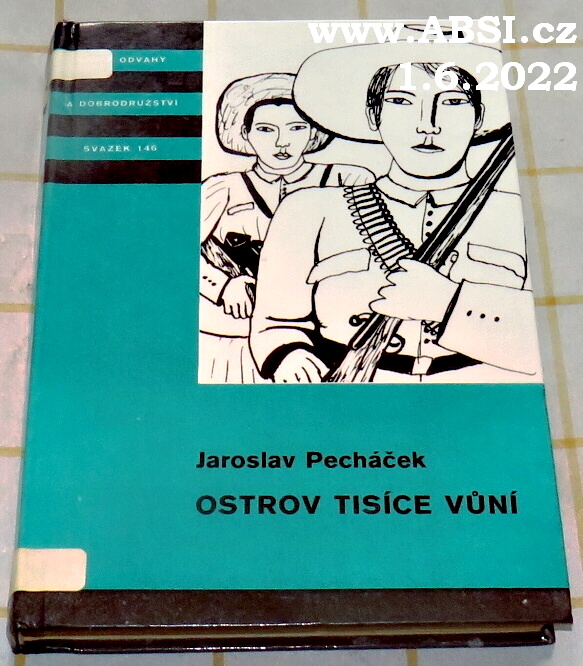 www.ABSI.cz
1.6.2022
ODVAHY
A DOBRODRUŽSTVÍ
SVAZEK 146
Jaroslav Pecháček
OSTROV TISÍCE VŮNÍ